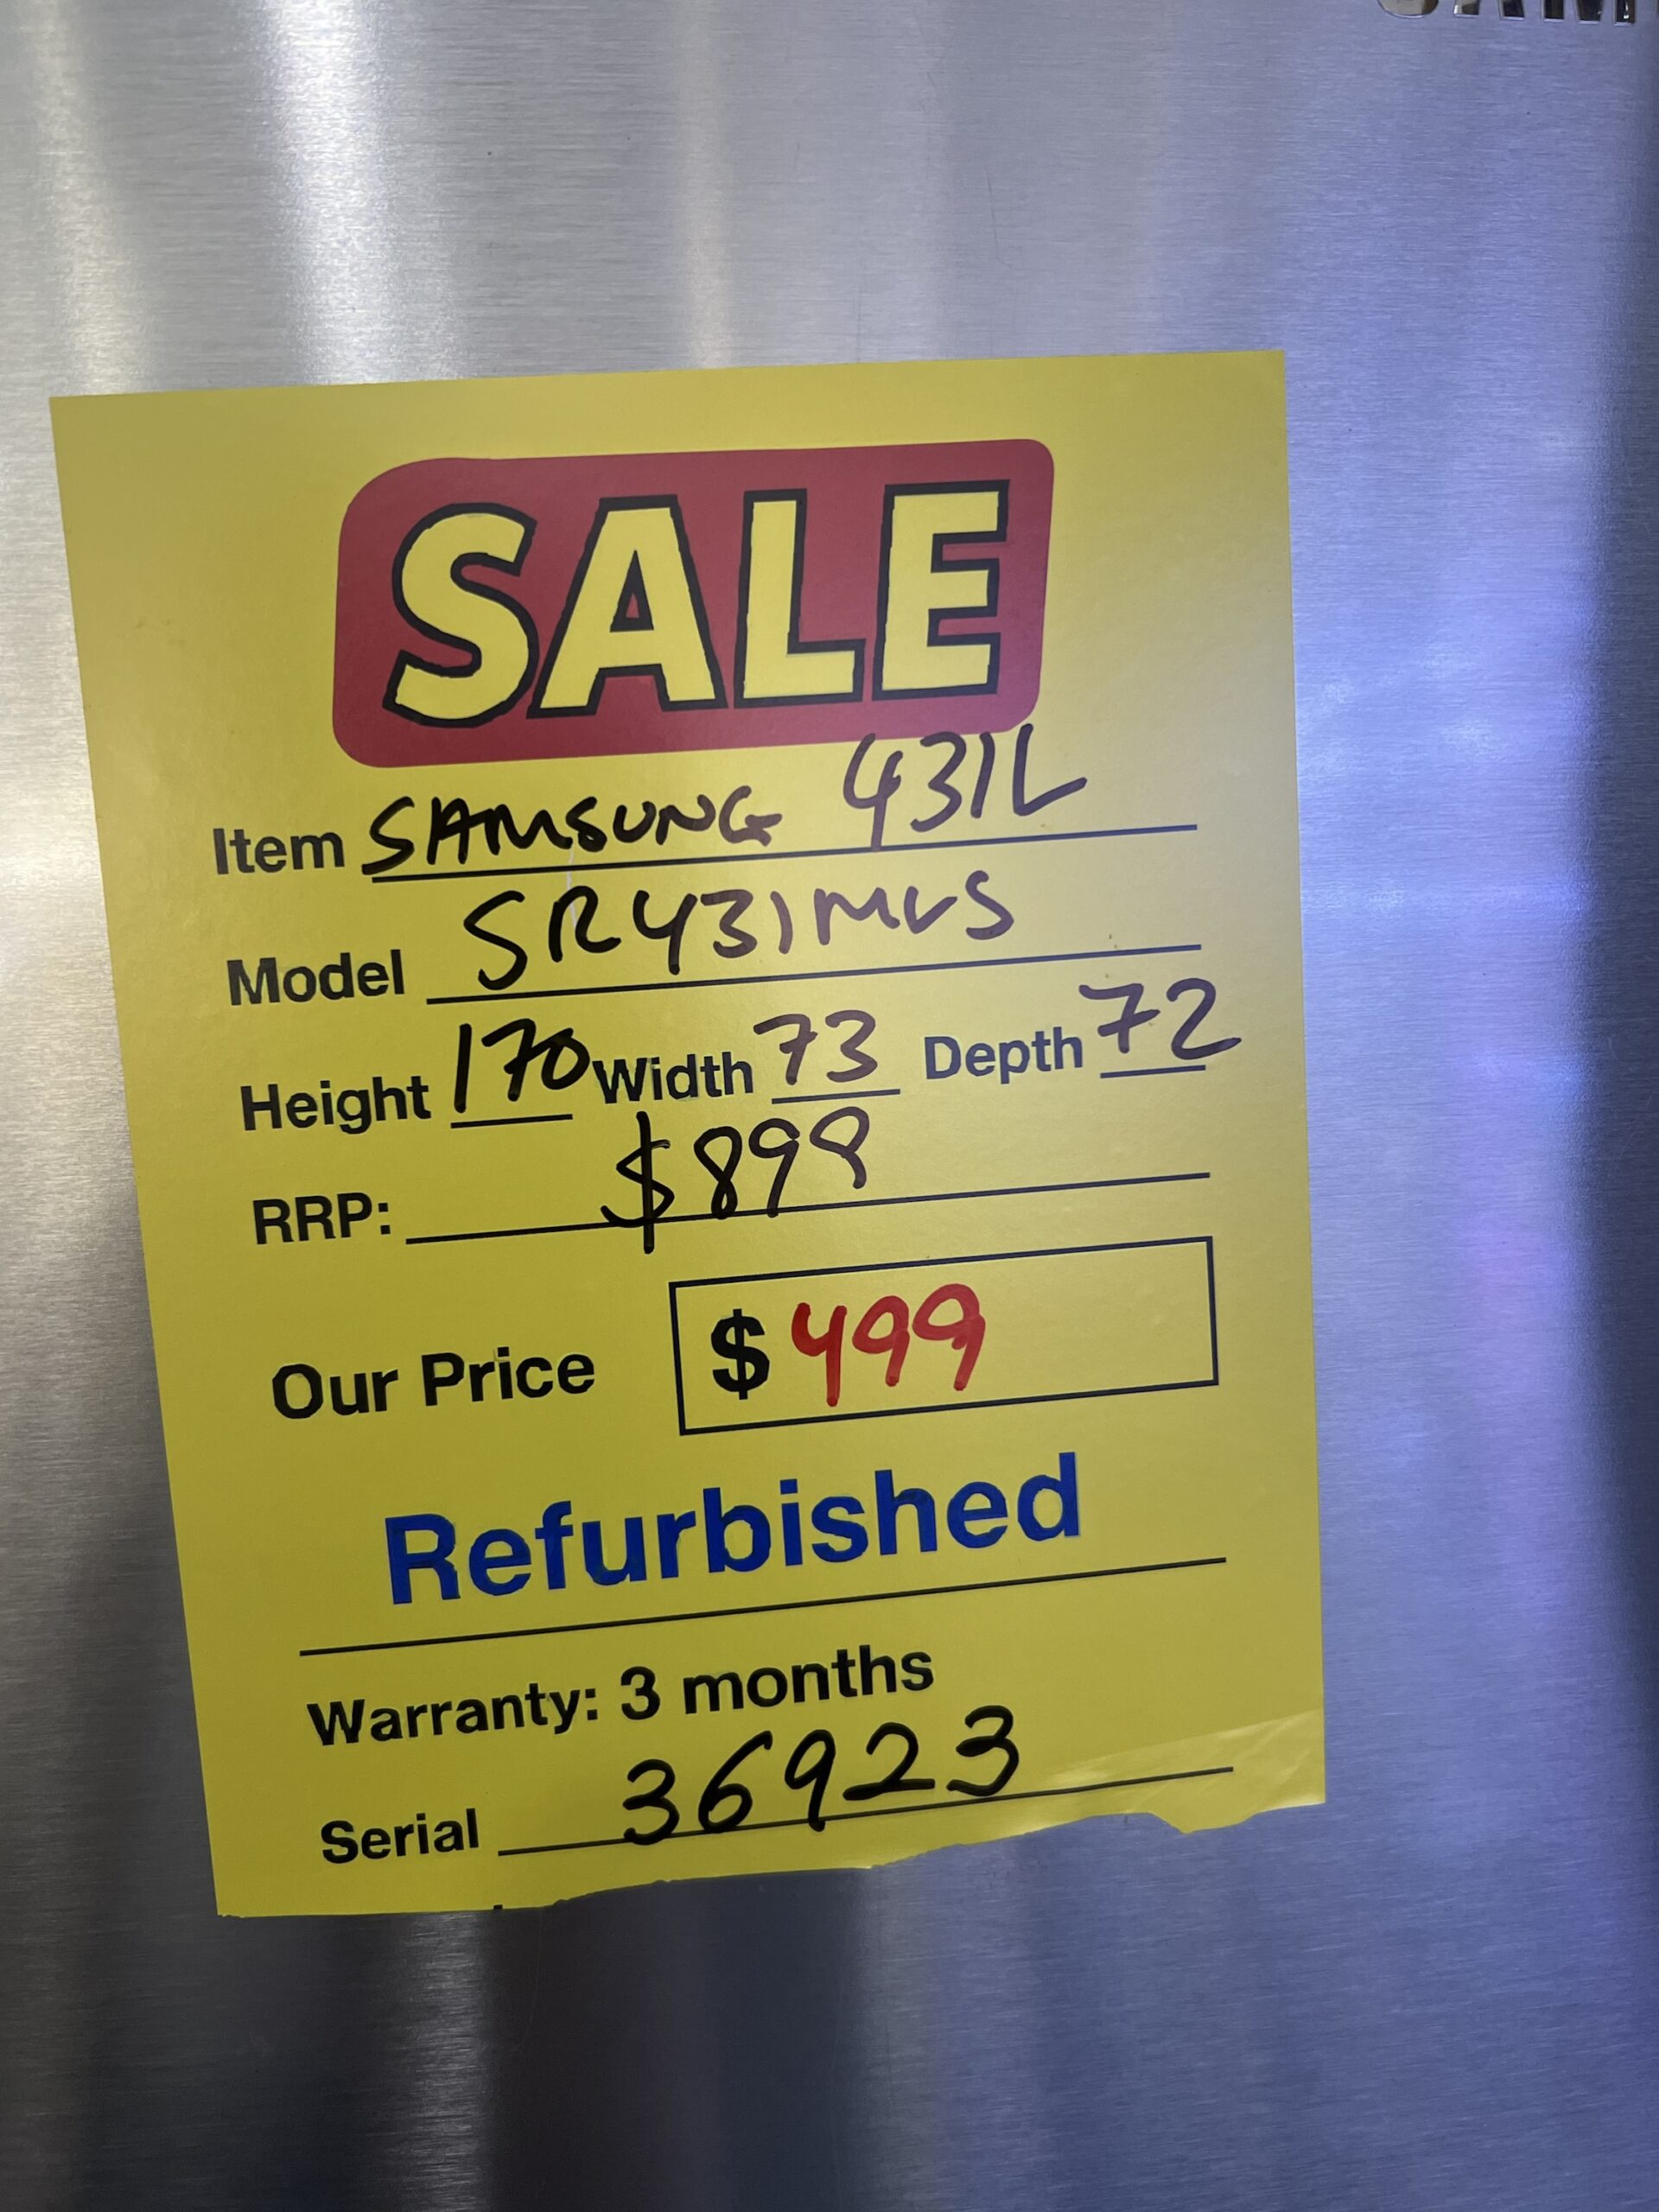 SALE
Item SAMSUNG 431L
Model SR431MLS
Height 170 Width 73 Depth 72
RRP: $899
Our Price $499
Refurbished
Warranty: 3 months
Serial 36923